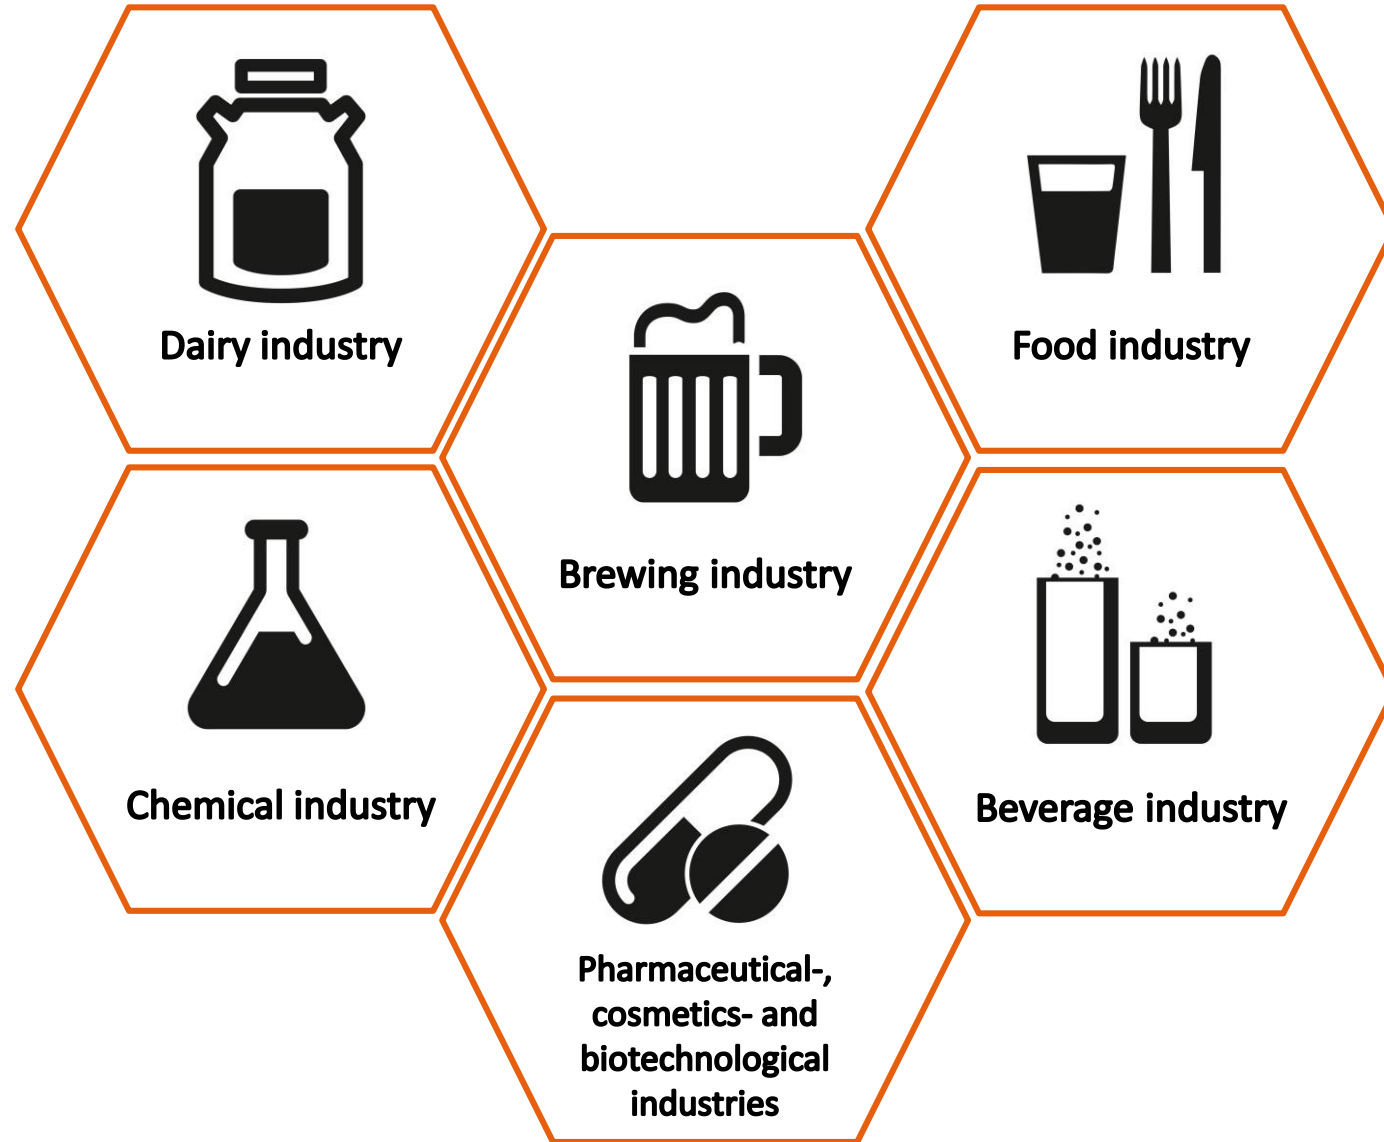 Dairy industry
Food industry
Brewing industry
Chemical industry
Beverage industry
Pharmaceutical-,
cosmetics- and
biotechnological
industries